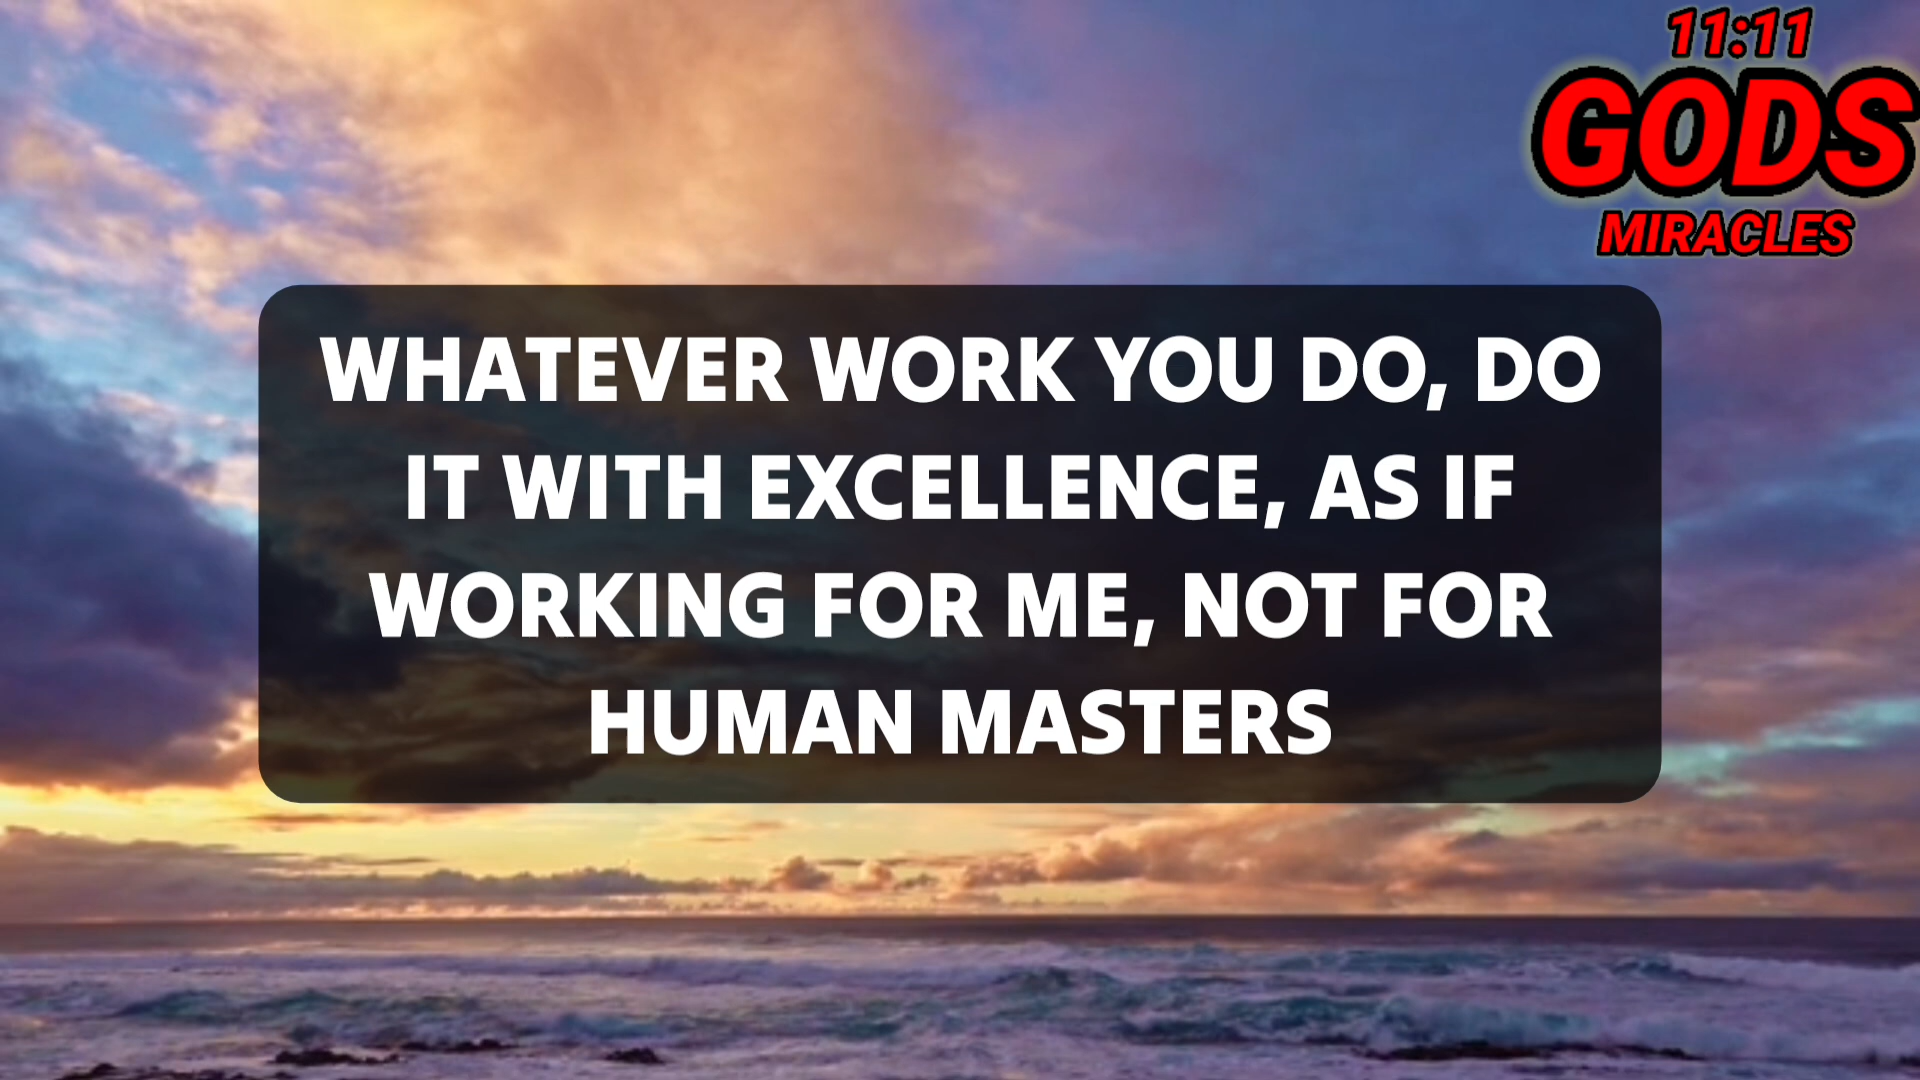 11:11
GODS
MIRACLES
WHATEVER WORK YOU DO, DO
IT WITH EXCELLENCE, AS IF
WORKING FOR ME, NOT FOR
HUMAN MASTERS